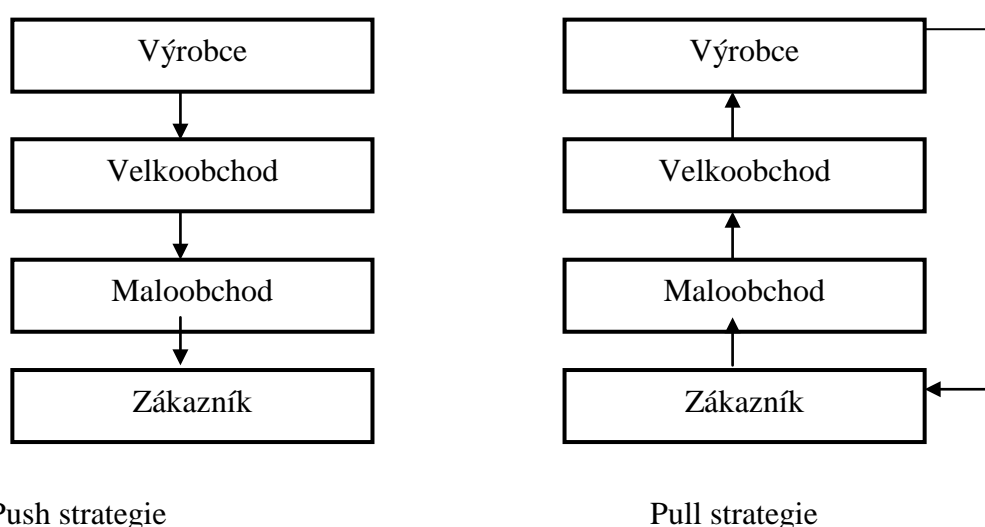 Výrobce
Velkoobchod
Maloobchod
Zákazník
Push strategie
Výrobce
Velkoobchod
Maloobchod
Zákazník
Pull strategie